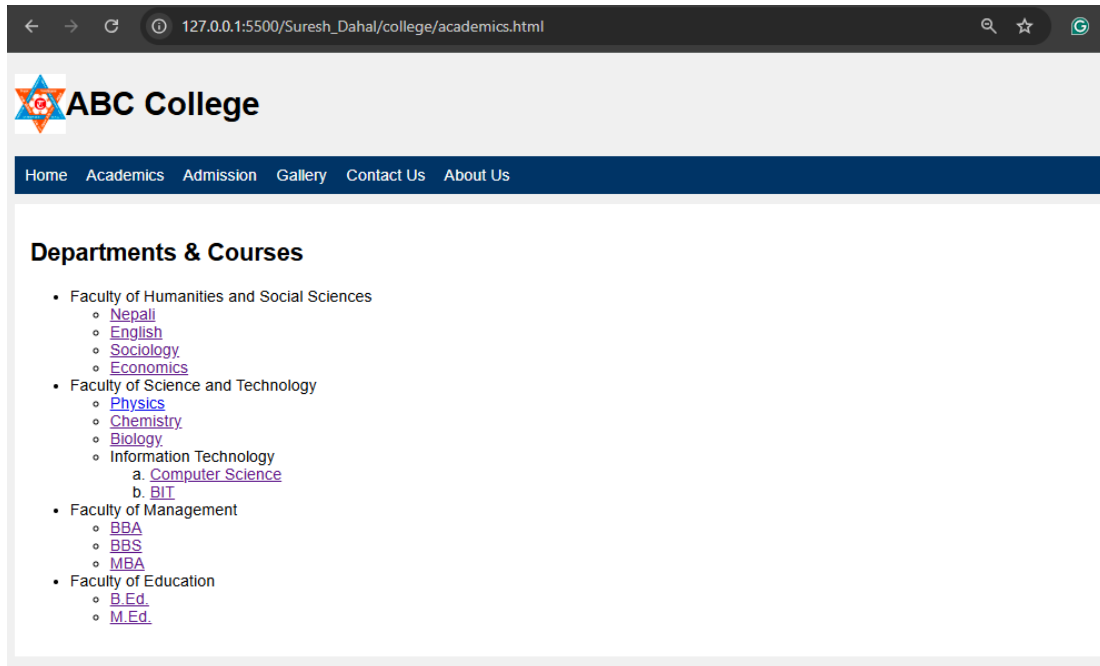 127.0.0.1:5500/Suresh_Dahal/college/academics.html
ABC College
Home Academics Admission Gallery Contact Us About Us
Departments & Courses
• Faculty of Humanities and Social Sciences
◦ Nepali
◦ English
◦ Sociology
◦ Economics
• Faculty of Science and Technology
◦ Physics
◦ Chemistry
◦ Biology
◦ Information Technology
a. Computer Science
b. BIT
• Faculty of Management
◦ BBA
◦ BBS
◦ MBA
• Faculty of Education
◦ B.Ed.
◦ M.Ed.